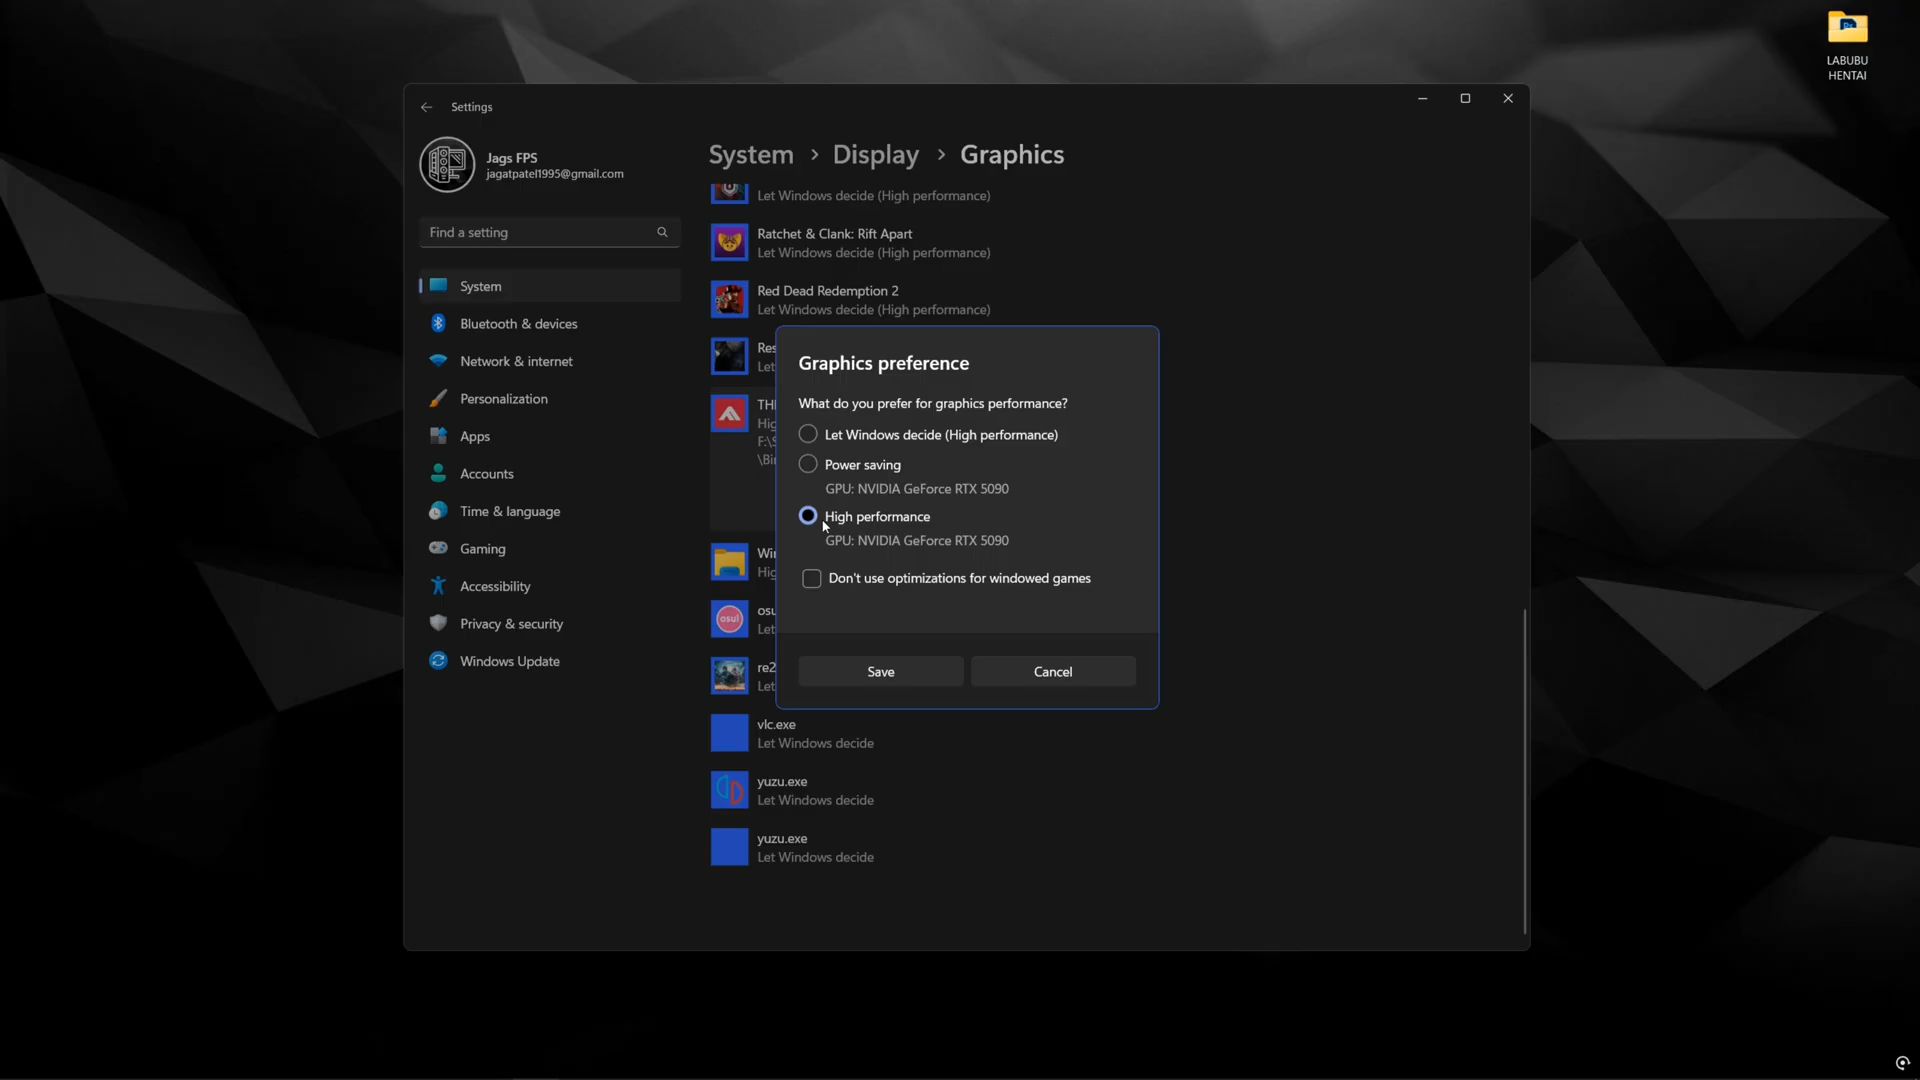 LABUBU
HENTAI
Settings
Jags FPS
jagatpatel1995@gmail.com
Find a setting
System
Bluetooth & devices
Network & internet
Personalization
Apps
Accounts
Time & language
Gaming
Accessibility
Privacy & security
Windows Update
System > Display > Graphics
Let Windows decide (High performance)
Ratchet & Clank: Rift Apart
Let Windows decide (High performance)
Red Dead Redemption 2
Let Windows decide (High performance)
Res
Let
TH
Hig
F:\S
\Bi
Wi
Hig
osu
Let
re2
Let
vlc.exe
Let Windows decide
yuzu.exe
Let Windows decide
yuzu.exe
Let Windows decide
Graphics preference
What do you prefer for graphics performance?
Let Windows decide (High performance)
Power saving
GPU: NVIDIA GeForce RTX 5090
High performance
GPU: NVIDIA GeForce RTX 5090
Don't use optimizations for windowed games
Save
Cancel